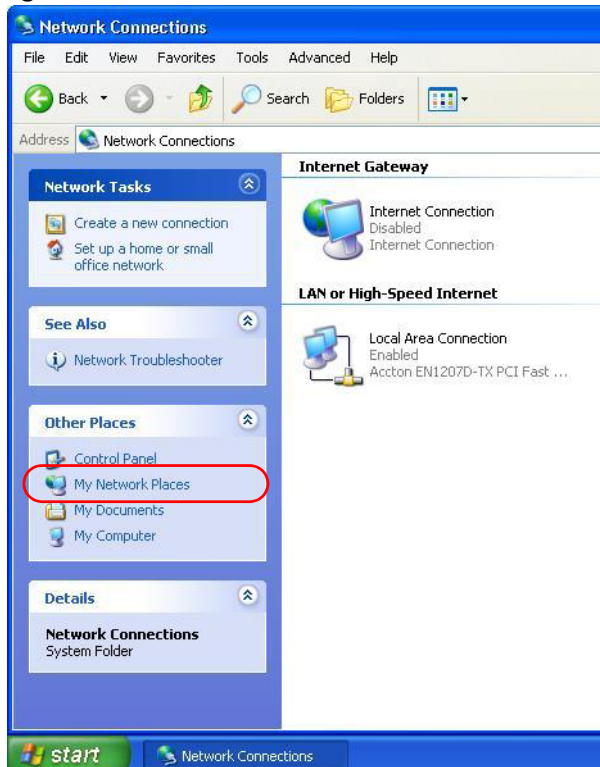 Network Connections
File Edit View Favorites Tools Advanced Help
Back Search Folders
Address Network Connections
Network Tasks
Create a new connection
Set up a home or small
office network
See Also
Network Troubleshooter
Other Places
Control Panel
My Network Places
My Documents
My Computer
Details
Network Connections
System Folder
Internet Gateway
Internet Connection
Disabled
Internet Connection
LAN or High-Speed Internet
Local Area Connection
Enabled
Accton EN1207D-TX PCI Fast ...
start Network Connections